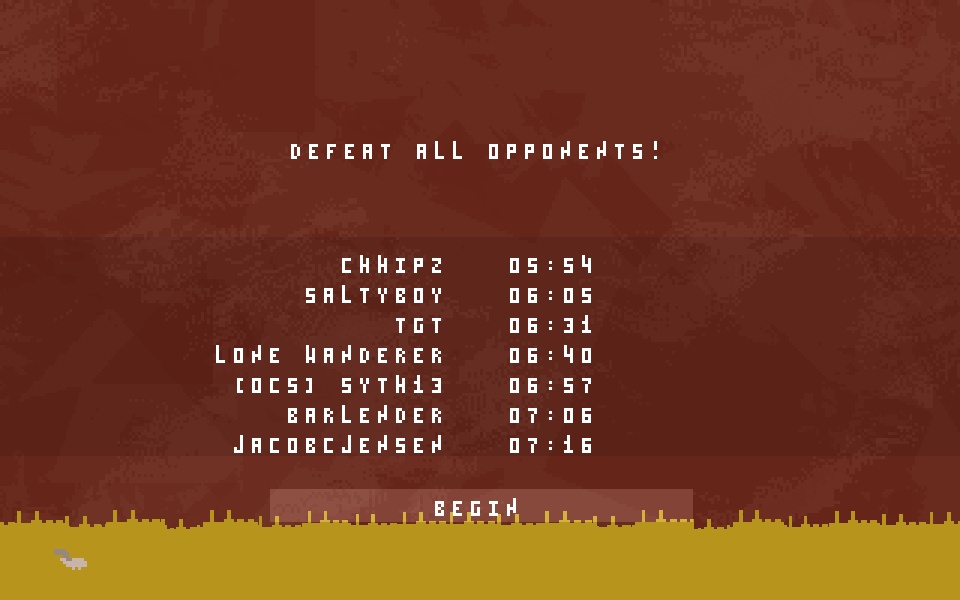 DEFEAT ALL OPPONENTS!
CHHIPZ 05:54
SALTYBOY 06:05
TGT 06:31
LONE WANDERER 06:40
[OCS] SYTH13 06:57
BARLENDER 07:06
JACOBCJENSEN 07:16
BEGIN